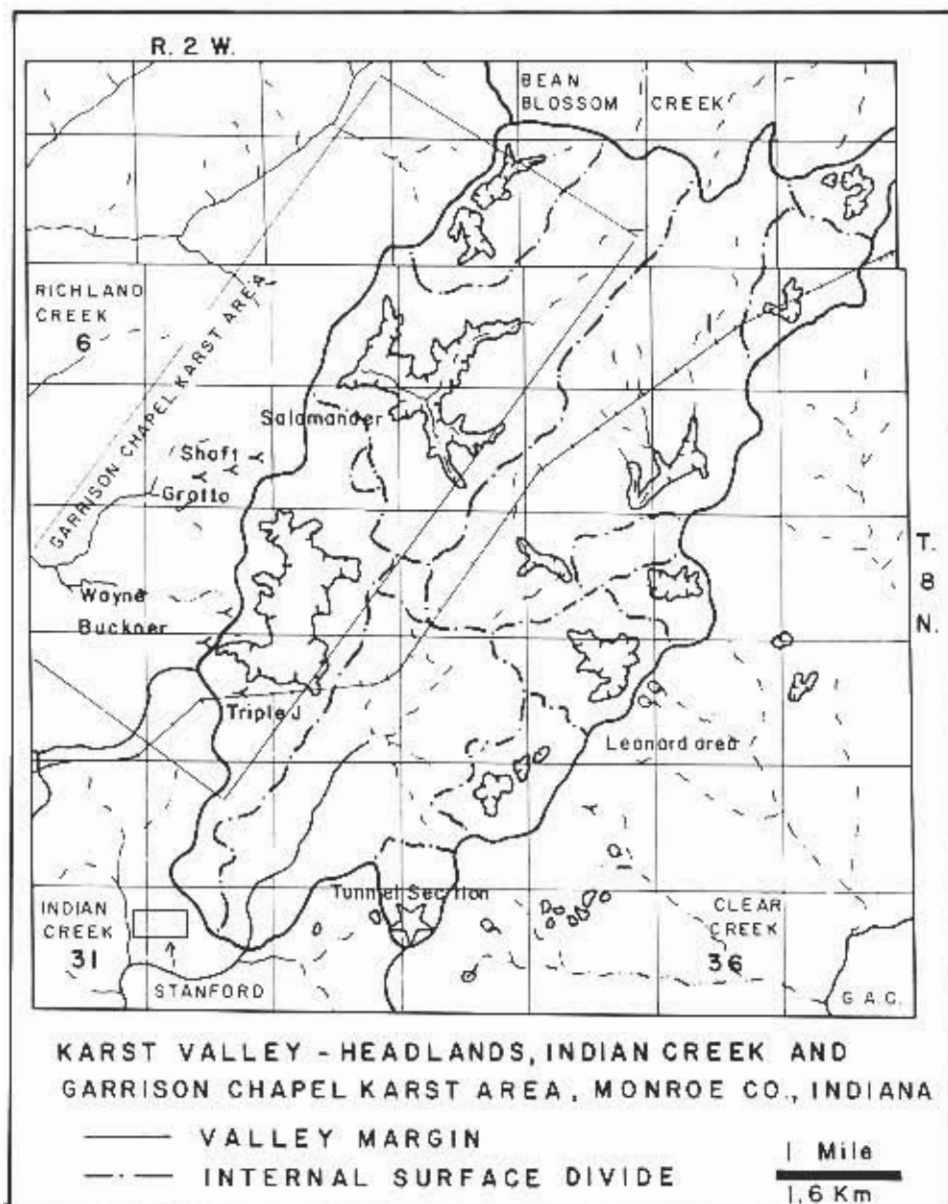 R. 2 W.
BEAN
BLOSSOM CREEK
RICHLAND
CREEK
6
1
GARRISON CHAPEL KARST AREA
Salamander
Shaft
Grotto
T.
8
N.
Wayne
Buckner
Triple J
Leonard area
Tunnel Section
INDIAN
CREEK
31
CLEAR
CREEK
36
STANFORD
G.A.C.
KARST VALLEY - HEADLANDS, INDIAN CREEK AND
GARRISON CHAPEL KARST AREA, MONROE CO., INDIANA
VALLEY MARGIN
INTERNAL SURFACE DIVIDE
1 Mile
1.6 Km